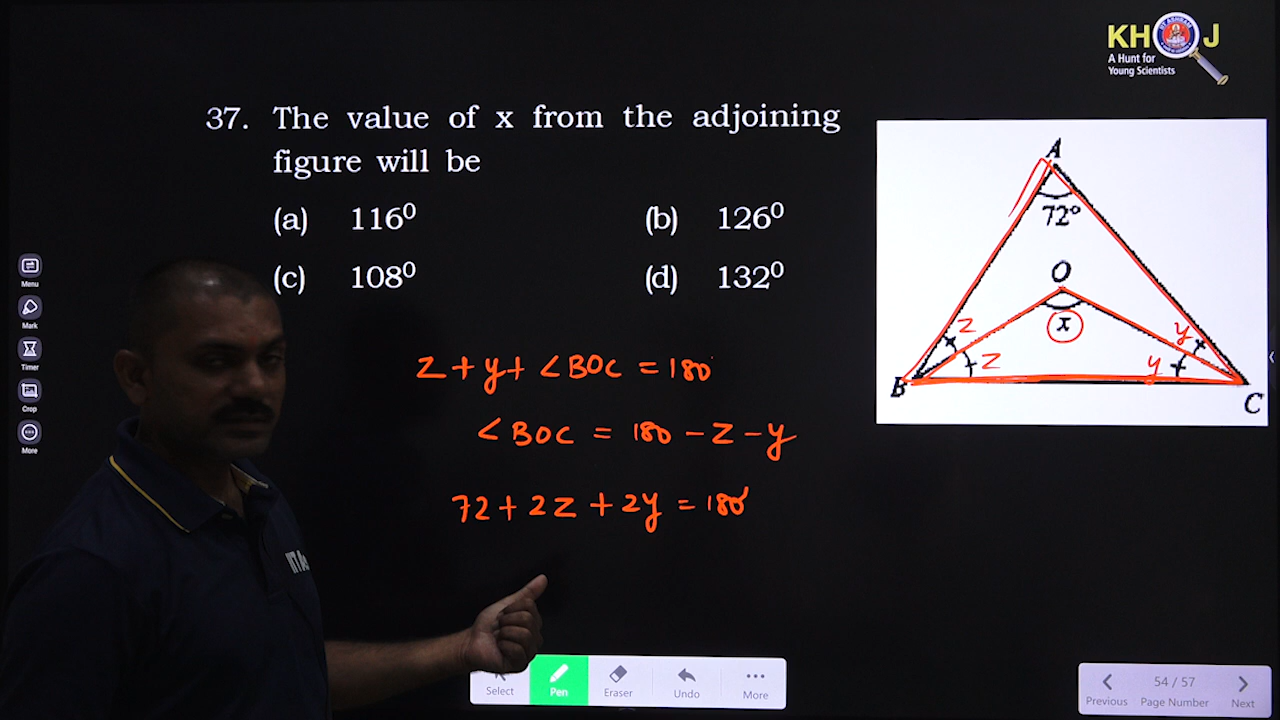 KHOJ
A Hunt for
Young Scientists
37. The value of x from the adjoining
figure will be
(a) 116⁰
(b) 126⁰
(c) 108⁰
(d) 132⁰
A
72°
O
x
z
z
y
y
B
C
z + y + ∠BOC = 180
∠BOC = 180 - z - y
72 + 2z + 2y = 180
Menu
Mark
Timer
Crop
More
Select
Pen
Eraser
Undo
More
54 / 57
Previous
Page Number
Next